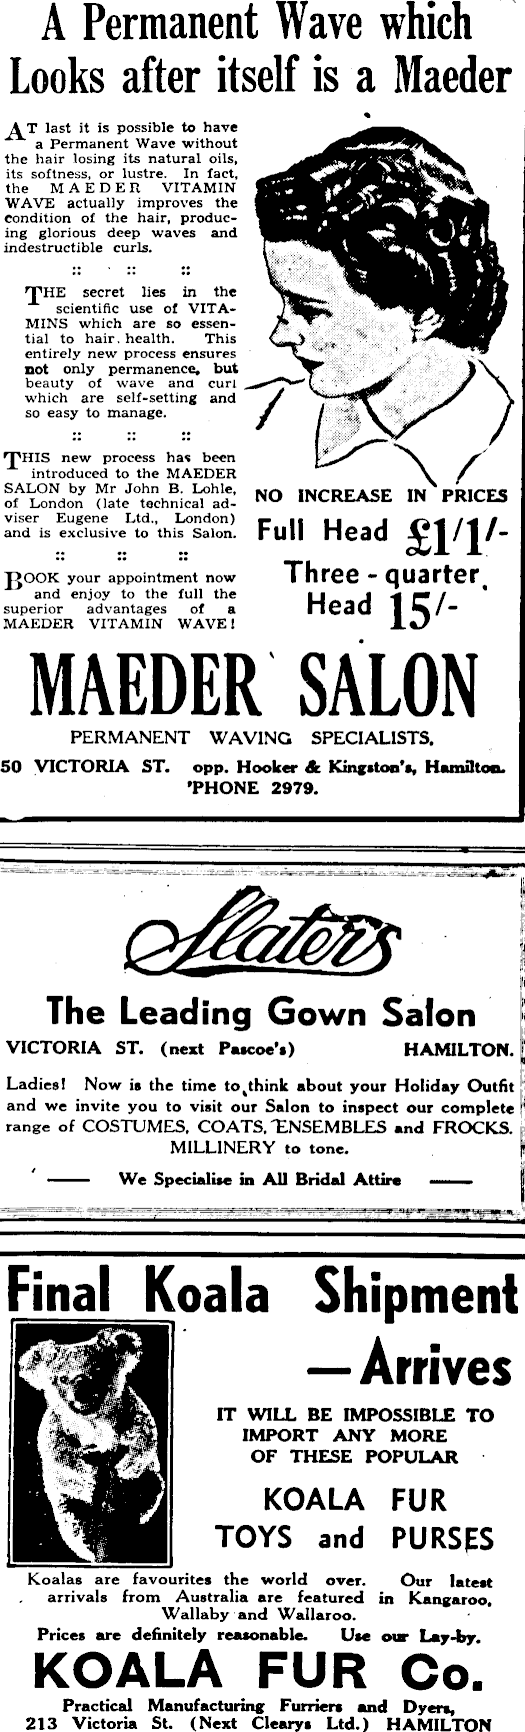 A Permanent Wave which
Looks after itself is a Maeder
AT last it is possible to have
a Permanent Wave without
the hair losing its natural oils,
its softness, or lustre. In fact,
the MAEDER VITAMIN
WAVE actually improves the
condition of the hair, produc-
ing glorious deep waves and
indestructible curls.
:: :: ::
THE secret lies in the
scientific use of VITA-
MINS which are so essen-
tial to hair health. This
entirely new process ensures
not only permanence, but
beauty of wave and curl
which are self-setting and
so easy to manage.
:: :: ::
THIS new process has been
introduced to the MAEDER
SALON by Mr John B. Lohle,
of London (late technical ad-
viser Eugene Ltd., London)
and is exclusive to this Salon.
:: :: ::
BOOK your appointment now
and enjoy to the full the
superior advantages of a
MAEDER VITAMIN WAVE!
NO INCREASE IN PRICES
Full Head £1/1/-
Three-quarter
Head 15/-
MAEDER SALON
PERMANENT WAVING SPECIALISTS.
50 VICTORIA ST. opp. Hooker & Kingston's, Hamilton.
'PHONE 2979.
Slaters
The Leading Gown Salon
VICTORIA ST. (next Pascoe's) HAMILTON.
Ladies! Now is the time to think about your Holiday Outfit
and we invite you to visit our Salon to inspect our complete
range of COSTUMES, COATS, ENSEMBLES and FROCKS.
MILLINERY to tone.
We Specialise in All Bridal Attire
Final Koala Shipment
—Arrives
IT WILL BE IMPOSSIBLE TO
IMPORT ANY MORE
OF THESE POPULAR
KOALA FUR
TOYS and PURSES
Koalas are favourites the world over. Our latest
arrivals from Australia are featured in Kangaroo,
Wallaby and Wallaroo.
Prices are definitely reasonable. Use our Lay-by.
KOALA FUR Co.
Practical Manufacturing Furriers and Dyers,
213 Victoria St. (Next Clearys Ltd.) HAMILTON